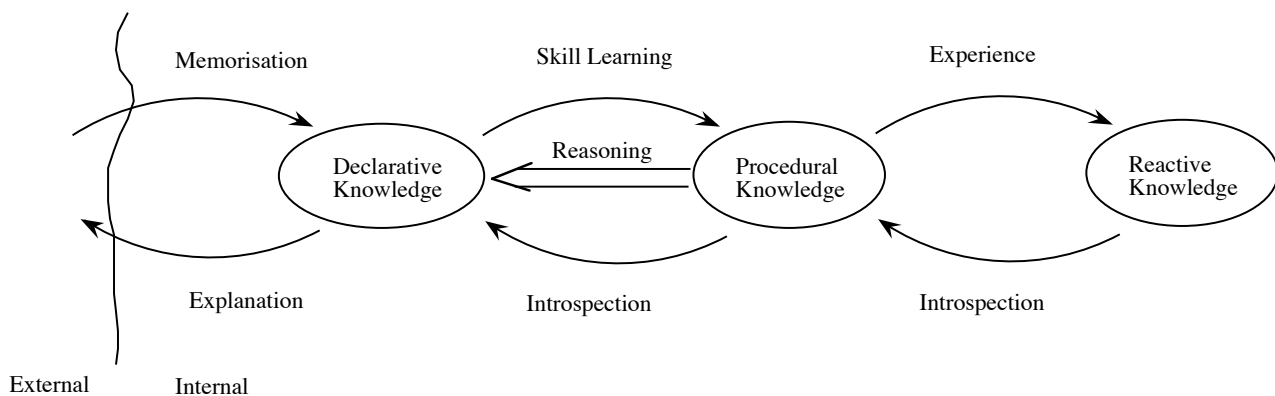 Memorisation
Skill Learning
Experience
Reasoning
Declarative
Knowledge
Procedural
Knowledge
Reactive
Knowledge
Explanation
Introspection
Introspection
External
Internal